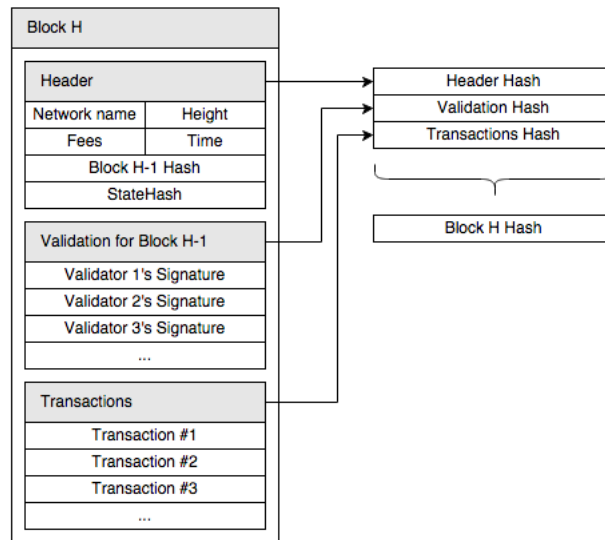 Block H
Header
Network name Height
Fees Time
Block H-1 Hash
StateHash
Validation for Block H-1
Validator 1's Signature
Validator 2's Signature
Validator 3's Signature
...
Transactions
Transaction #1
Transaction #2
Transaction #3
...
Header Hash
Validation Hash
Transactions Hash
Block H Hash